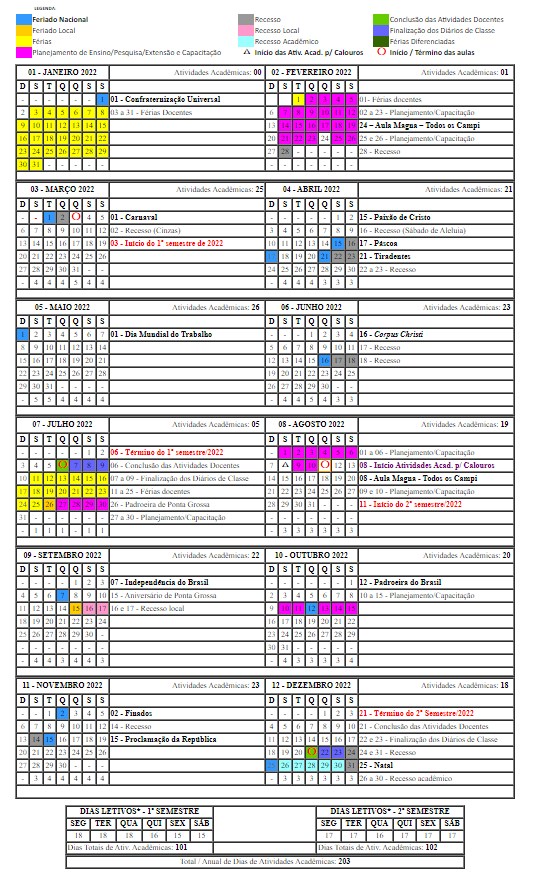 LEGENDA
Feriado Nacional
Feriado Local
Férias
Planejamento de Ensino/Pesquisa/Extensão e Capacitação
Recesso
Recesso Local
Recesso Acadêmico
Δ Início das Ativ. Acad. p/ Calouros
Conclusão das Atividades Docentes
Finalização dos Diários de Classe
Férias Diferenciadas
O Início / Término das aulas
01 - JANEIRO 2022 Atividades Acadêmicas: 00
D S T Q Q S S
- - - - - - 1 01 - Confraternização Universal
2 3 4 5 6 7 8 03 a 31 - Férias Docentes
9 10 11 12 13 14 15
16 17 18 19 20 21 22
23 24 25 26 27 28 29
30 31 - - - - -
02 - FEVEREIRO 2022 Atividades Acadêmicas: 01
D S T Q Q S S
- - 1 2 3 4 5 01- Férias docentes
6 7 8 9 10 11 12 02 a 23 - Planejamento/Capacitação
13 14 15 16 17 18 19 24 – Aula Magna – Todos os Campi
20 21 22 23 24 25 26 25 e 26 - Planejamento/Capacitação
27 28 - - - - - 28 - Recesso
- - - - - - -
03 - MARÇO 2022 Atividades Acadêmicas: 25
D S T Q Q S S
- - 1 2 O 4 5 01 - Carnaval
6 7 8 9 10 11 12 02 - Recesso (Cinzas)
13 14 15 16 17 18 19 03 - Início do 1º semestre de 2022
20 21 22 23 24 25 26
27 28 29 30 31 - -
- 4 4 4 5 4 4
04 - ABRIL 2022 Atividades Acadêmicas: 21
D S T Q Q S S
- - - - - 1 2 15 - Paixão de Cristo
3 4 5 6 7 8 9 16 - Recesso (Sábado de Aleluia)
10 11 12 13 14 15 16 17 - Páscoa
17 18 19 20 21 22 23 21 - Tiradentes
24 25 26 27 28 29 30 22 a 23 - Recesso
- 4 4 4 3 3 3
05 - MAIO 2022 Atividades Acadêmicas: 26
D S T Q Q S S
1 2 3 4 5 6 7 01 - Dia Mundial do Trabalho
8 9 10 11 12 13 14
15 16 17 18 19 20 21
22 23 24 25 26 27 28
29 30 31 - - - -
- 5 5 4 4 4 4
06 - JUNHO 2022 Atividades Acadêmicas: 23
D S T Q Q S S
- - - 1 2 3 4 16 - Corpus Christi
5 6 7 8 9 10 11 17 - Recesso
12 13 14 15 16 17 18 18 - Recesso
19 20 21 22 23 24 25
26 27 28 29 30 - -
- 4 4 5 4 3 3
07 - JULHO 2022 Atividades Acadêmicas: 05
D S T Q Q S S
- - - - - 1 2 06 - Término do 1º semestre/2022
3 4 5 O 7 8 9 06 - Conclusão das Atividades Docentes
10 11 12 13 14 15 16 07 a 09 - Finalização dos Diários de Classe
17 18 19 20 21 22 23 11 a 25 - Férias docentes
24 25 26 27 28 29 30 26 - Padroeira de Ponta Grossa
31 - - - - - - 27 a 30 - Planejamento/Capacitação
- 1 1 1 - 1 1
08 - AGOSTO 2022 Atividades Acadêmicas: 19
D S T Q Q S S
- 1 2 3 4 5 6 01 a 06 - Planejamento/Capacitação
7 Δ 9 10 O 12 13 08 - Início Atividades Acad. p/ Calouros
14 15 16 17 18 19 20 08 - Aula Magna - Todos os Campi
21 22 23 24 25 26 27 09 e 10 - Planejamento/Capacitação
28 29 30 31 - - - 11 - Início do 2º semestre/2022
- 3 3 3 3 3 3
09 - SETEMBRO 2022 Atividades Acadêmicas: 22
D S T Q Q S S
- - - - 1 2 3 07 - Independência do Brasil
4 5 6 7 8 9 10 15 - Aniversário de Ponta Grossa
11 12 13 14 15 16 17 16 e 17 - Recesso local
18 19 20 21 22 23 24
25 26 27 28 29 30 -
- 4 4 3 4 3 4
10 - OUTUBRO 2022 Atividades Acadêmicas: 20
D S T Q Q S S
- - - - - - 1 12 - Padroeira do Brasil
2 3 4 5 6 7 8 10 a 15 - Planejamento/Capacitação
9 10 11 12 13 14 15
16 17 18 19 20 21 22
23 24 25 26 27 28 29
30 31 - - - - -
- 4 3 3 3 3 4
11 - NOVEMBRO 2022 Atividades Acadêmicas: 23
D S T Q Q S S
- - 1 2 3 4 5 02 - Finados
6 7 8 9 10 11 12 14 - Recesso
13 14 15 16 17 18 19 15 - Proclamação da República
20 21 22 23 24 25 26
27 28 29 30 - - -
- 3 4 4 4 4 4
12 - DEZEMBRO 2022 Atividades Acadêmicas: 18
D S T Q Q S S
- - - - 1 2 3 21 - Término do 2º Semestre/2022
4 5 6 7 8 9 10 21 - Conclusão das Atividades Docentes
11 12 13 14 15 16 17 22 e 23 - Finalização dos Diários de Classe
18 19 20 O 22 23 24 24 e 31 - Recesso
25 26 27 28 29 30 31 25 - Natal
- 3 3 3 3 3 3 26 a 30 - Recesso acadêmico
DIAS LETIVOS* - 1º SEMESTRE
SEG TER QUA QUI SEX SÁB
18 18 18 16 15 15
Dias Totais de Ativ. Acadêmicas: 101
DIAS LETIVOS* - 2º SEMESTRE
SEG TER QUA QUI SEX SÁB
17 17 16 17 17 17
Dias Totais de Ativ. Acadêmicas: 102
Total / Anual de Dias de Atividades Acadêmicas: 203